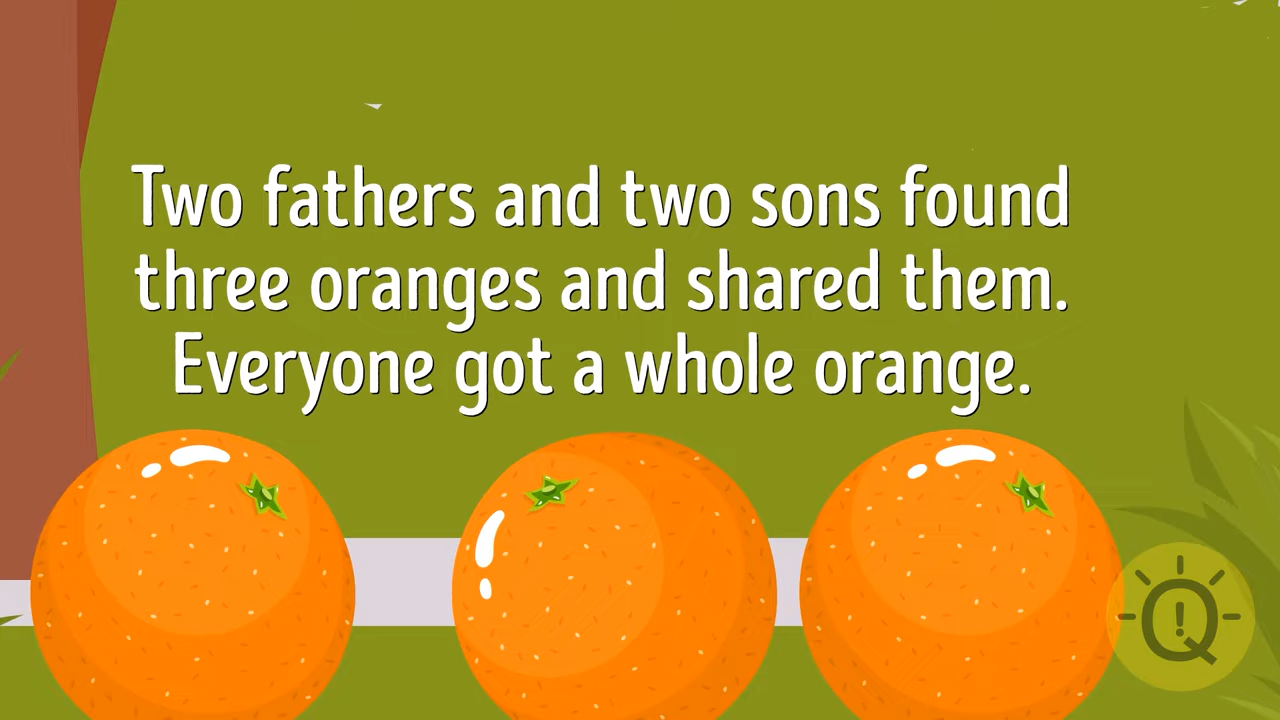 Two fathers and two sons found
three oranges and shared them.
Everyone got a whole orange.
Q!